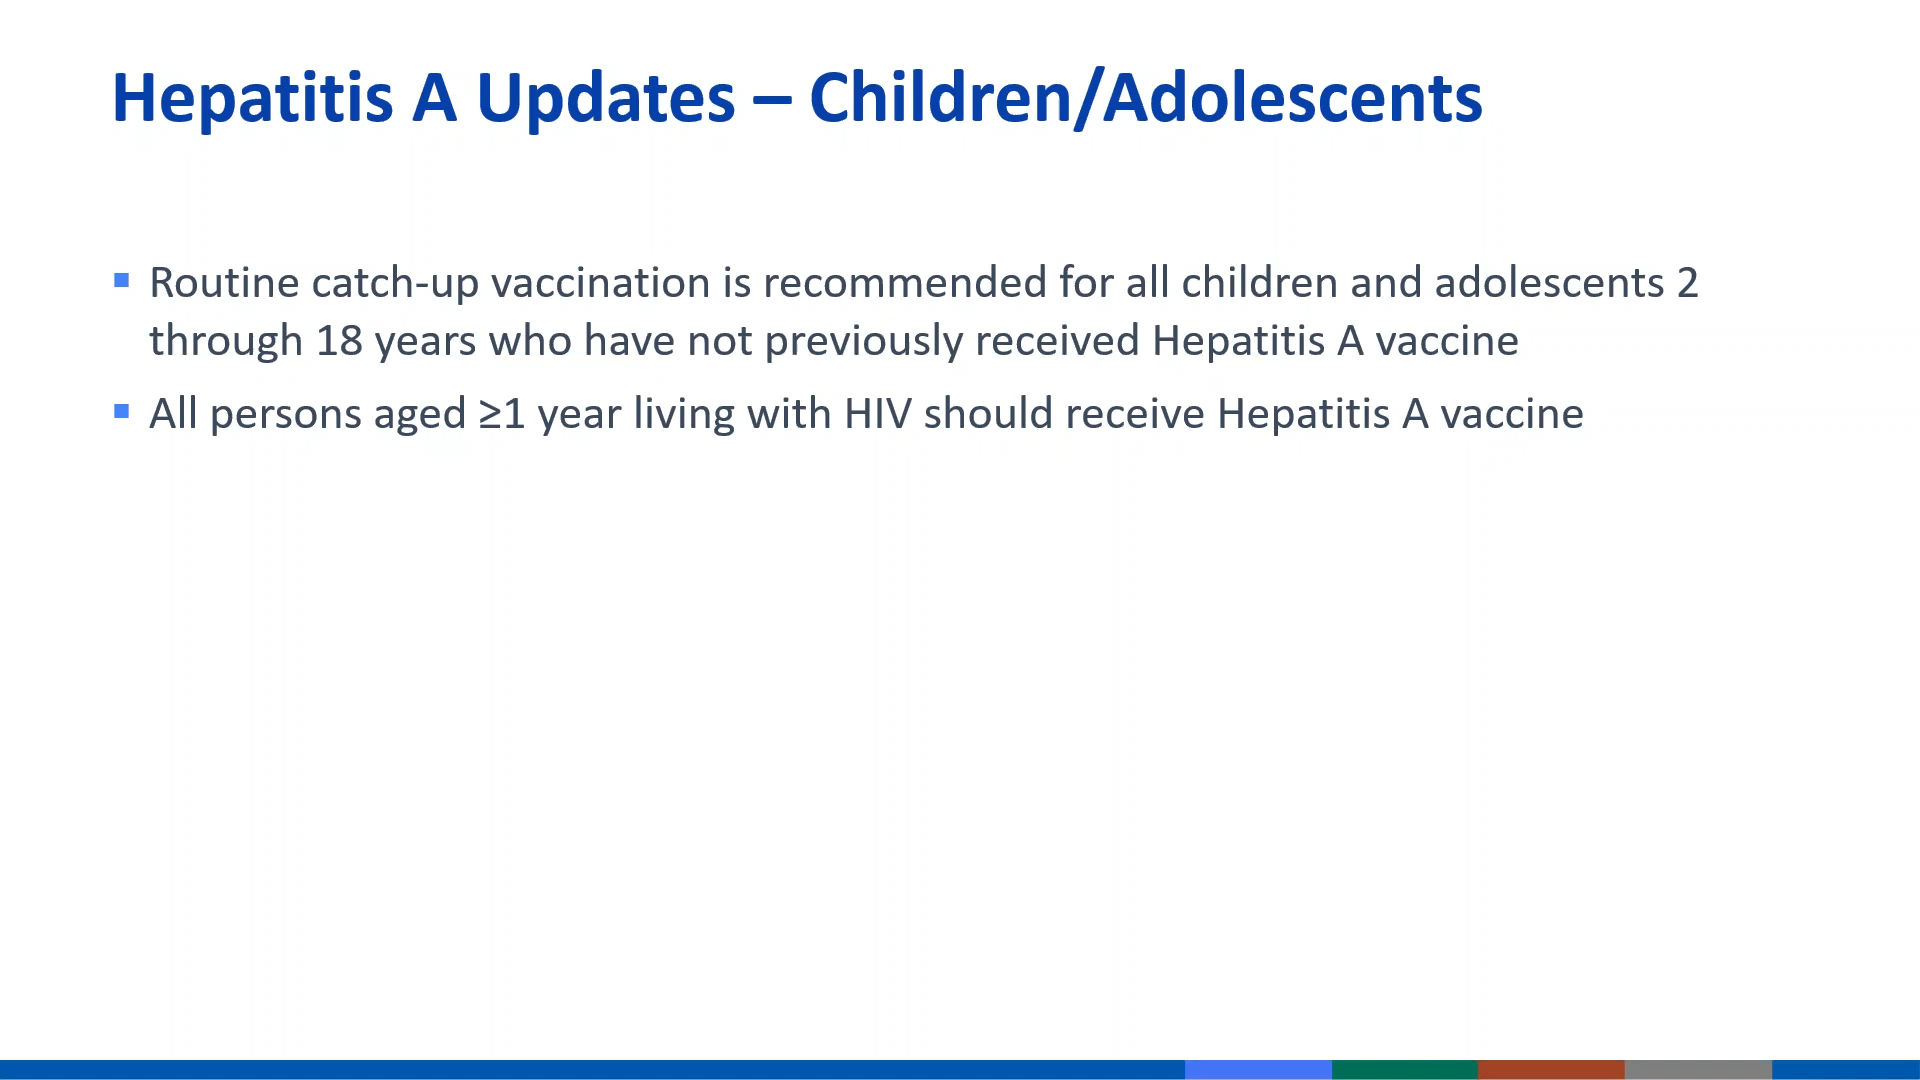 Hepatitis A Updates – Children/Adolescents
▪ Routine catch-up vaccination is recommended for all children and adolescents 2
through 18 years who have not previously received Hepatitis A vaccine
▪ All persons aged ≥1 year living with HIV should receive Hepatitis A vaccine